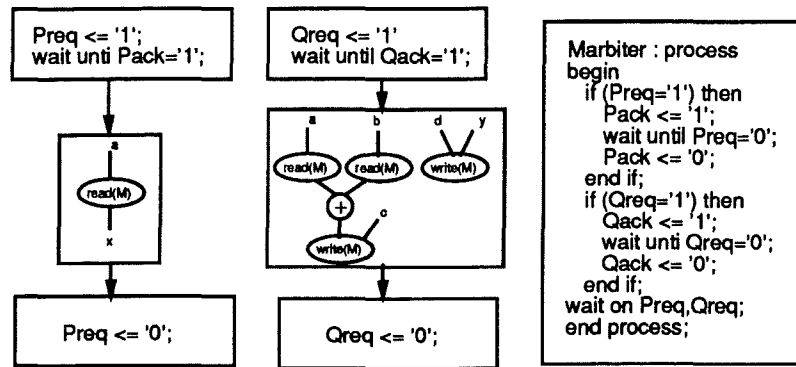 Preq <= '1';
wait unti Pack='1';
a
read(M)
x
Preq <= '0';
Qreq <= '1'
wait until Qack='1';
a b d y
read(M) read(M) write(M)
+
c
write(M)
Qreq <= '0';
Marbiter : process
begin
if (Preq='1') then
Pack <= '1';
wait until Preq='0';
Pack <= '0';
end if;
if (Qreq='1') then
Qack <= '1';
wait unti Qreq='0';
Qack <= '0';
end if;
wait on Preq,Qreq;
end process;